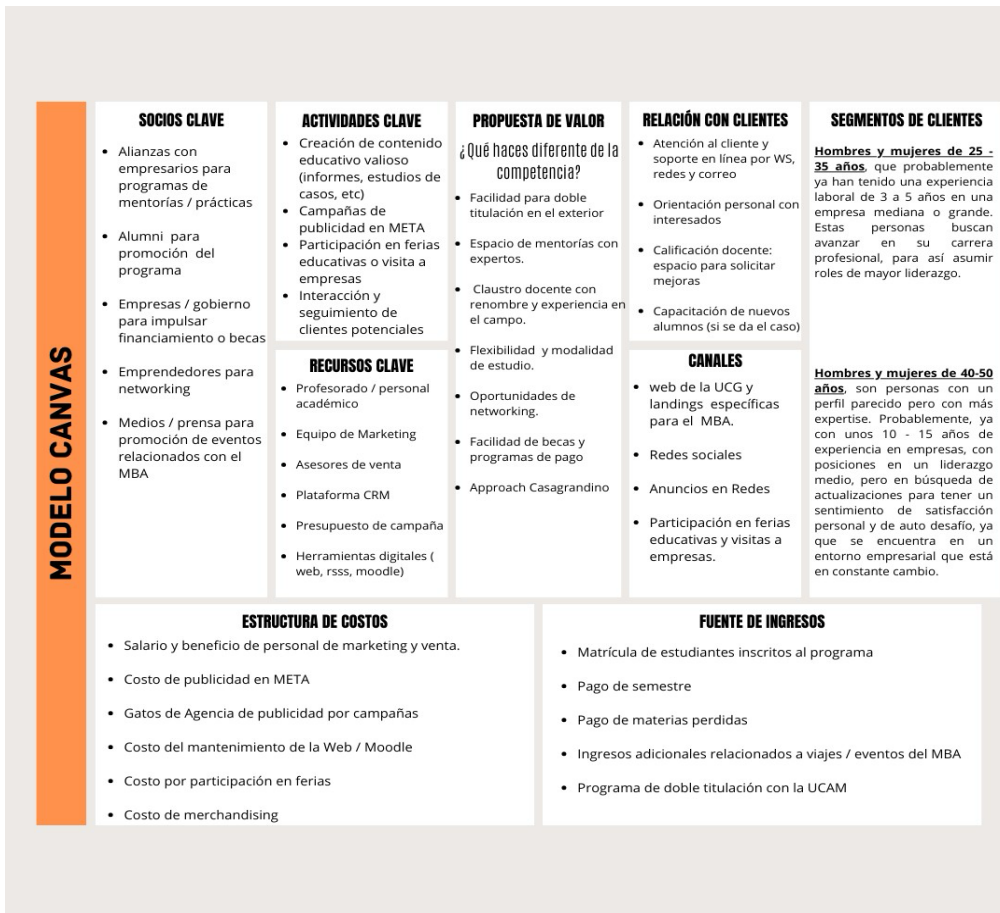 MODELO CANVAS
SOCIOS CLAVE
• Alianzas con
empresarios para
programas de
mentorías / prácticas
• Alumni para
promoción del
programa
• Empresas / gobierno
para impulsar
financiamiento o becas
• Emprendedores para
networking
• Medios / prensa para
promoción de eventos
relacionados con el
MBA
ACTIVIDADES CLAVE
• Creación de contenido
educativo valioso
(informes, estudios de
casos, etc)
• Campañas de
publicidad en META
• Participación en ferias
educativas o visita a
empresas
• Interacción y
seguimiento de
clientes potenciales
RECURSOS CLAVE
• Profesorado / personal
académico
• Equipo de Marketing
• Asesores de venta
• Plataforma CRM
• Presupuesto de campaña
• Herramientas digitales (
web, rsss, moodle)
PROPUESTA DE VALOR
¿Qué haces diferente de la
competencia?
• Facilidad para doble
titulación en el exterior
• Espacio de mentorías con
expertos.
• Claustro docente con
renombre y experiencia en
el campo.
• Flexibilidad y modalidad
de estudio.
• Oportunidades de
networking.
• Facilidad de becas y
programas de pago
• Approach Casagrandino
RELACIÓN CON CLIENTES
• Atención al cliente y
soporte en línea por WS,
redes y correo
• Orientación personal con
interesados
• Calificación docente:
espacio para solicitar
mejoras
• Capacitación de nuevos
alumnos (si se da el caso)
CANALES
• web de la UCG y
landings específicas
para el MBA.
• Redes sociales
• Anuncios en Redes
• Participación en ferias
educativas y visitas a
empresas.
SEGMENTOS DE CLIENTES
Hombres y mujeres de 25 -
35 años, que probablemente
ya han tenido una experiencia
laboral de 3 a 5 años en una
empresa mediana o grande.
Estas personas buscan
avanzar en su carrera
profesional, para así asumir
roles de mayor liderazgo.
Hombres y mujeres de 40-50
años, son personas con un
perfil parecido pero con más
expertise. Probablemente, ya
con unos 10 - 15 años de
experiencia en empresas, con
posiciones en un liderazgo
medio, pero en búsqueda de
actualizaciones para tener un
sentimiento de satisfacción
personal y de auto desafío, ya
que se encuentra en un
entorno empresarial que está
en constante cambio.
ESTRUCTURA DE COSTOS
• Salario y beneficio de personal de marketing y venta.
• Costo de publicidad en META
• Gatos de Agencia de publicidad por campañas
• Costo del mantenimiento de la Web / Moodle
• Costo por participación en ferias
• Costo de merchandising
FUENTE DE INGRESOS
• Matrícula de estudiantes inscritos al programa
• Pago de semestre
• Pago de materias perdidas
• Ingresos adicionales relacionados a viajes / eventos del MBA
• Programa de doble titulación con la UCAM